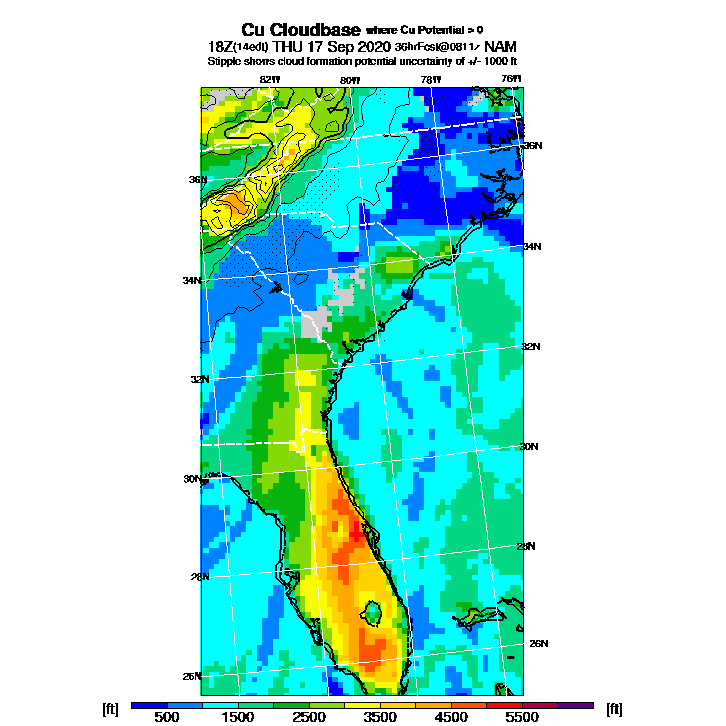 Cu Cloudbase where Cu Potential > 0
18Z(14edt) THU 17 Sep 2020 36hrFcst@0811z NAM
Stipple shows cloud formation potential uncertainty of +/- 1000 ft
82W 80W 78W 76W
36N
36N
34N
34N
32N
32N
30N
30N
28N
28N
26N
26N
[ft] 500 1500 2500 3500 4500 5500 [ft]